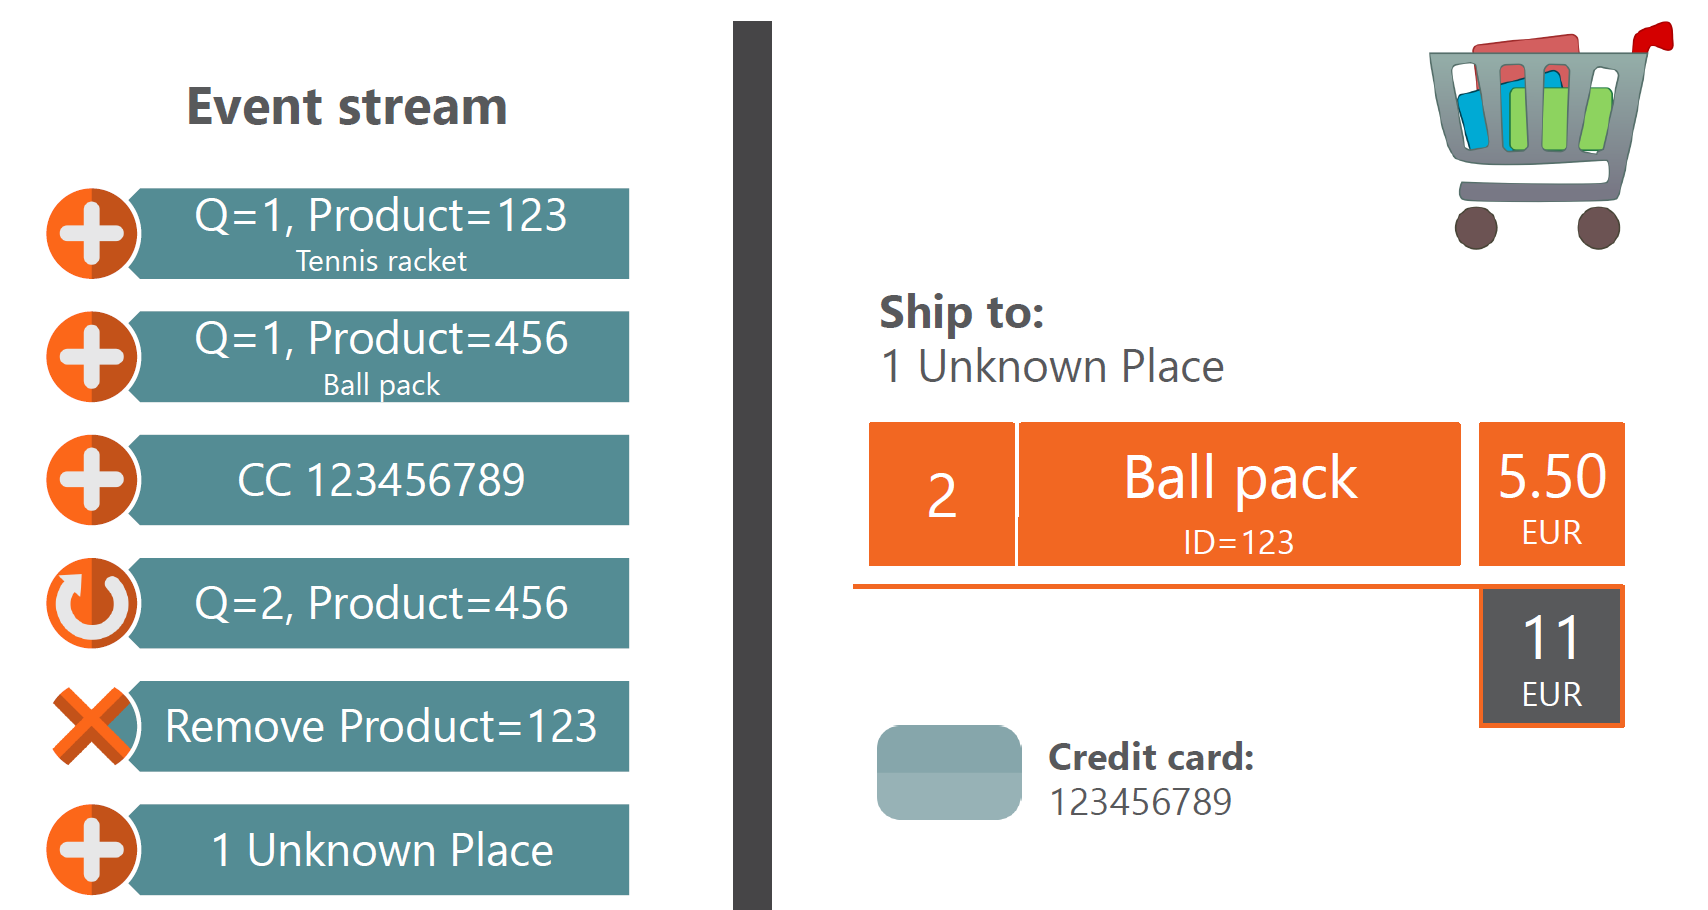 Event stream
Q=1, Product=123
Tennis racket
Q=1, Product=456
Ball pack
CC 123456789
Q=2, Product=456
Remove Product=123
1 Unknown Place
Ship to:
1 Unknown Place
2
Ball pack
ID=123
5.50
EUR
11
EUR
Credit card:
123456789